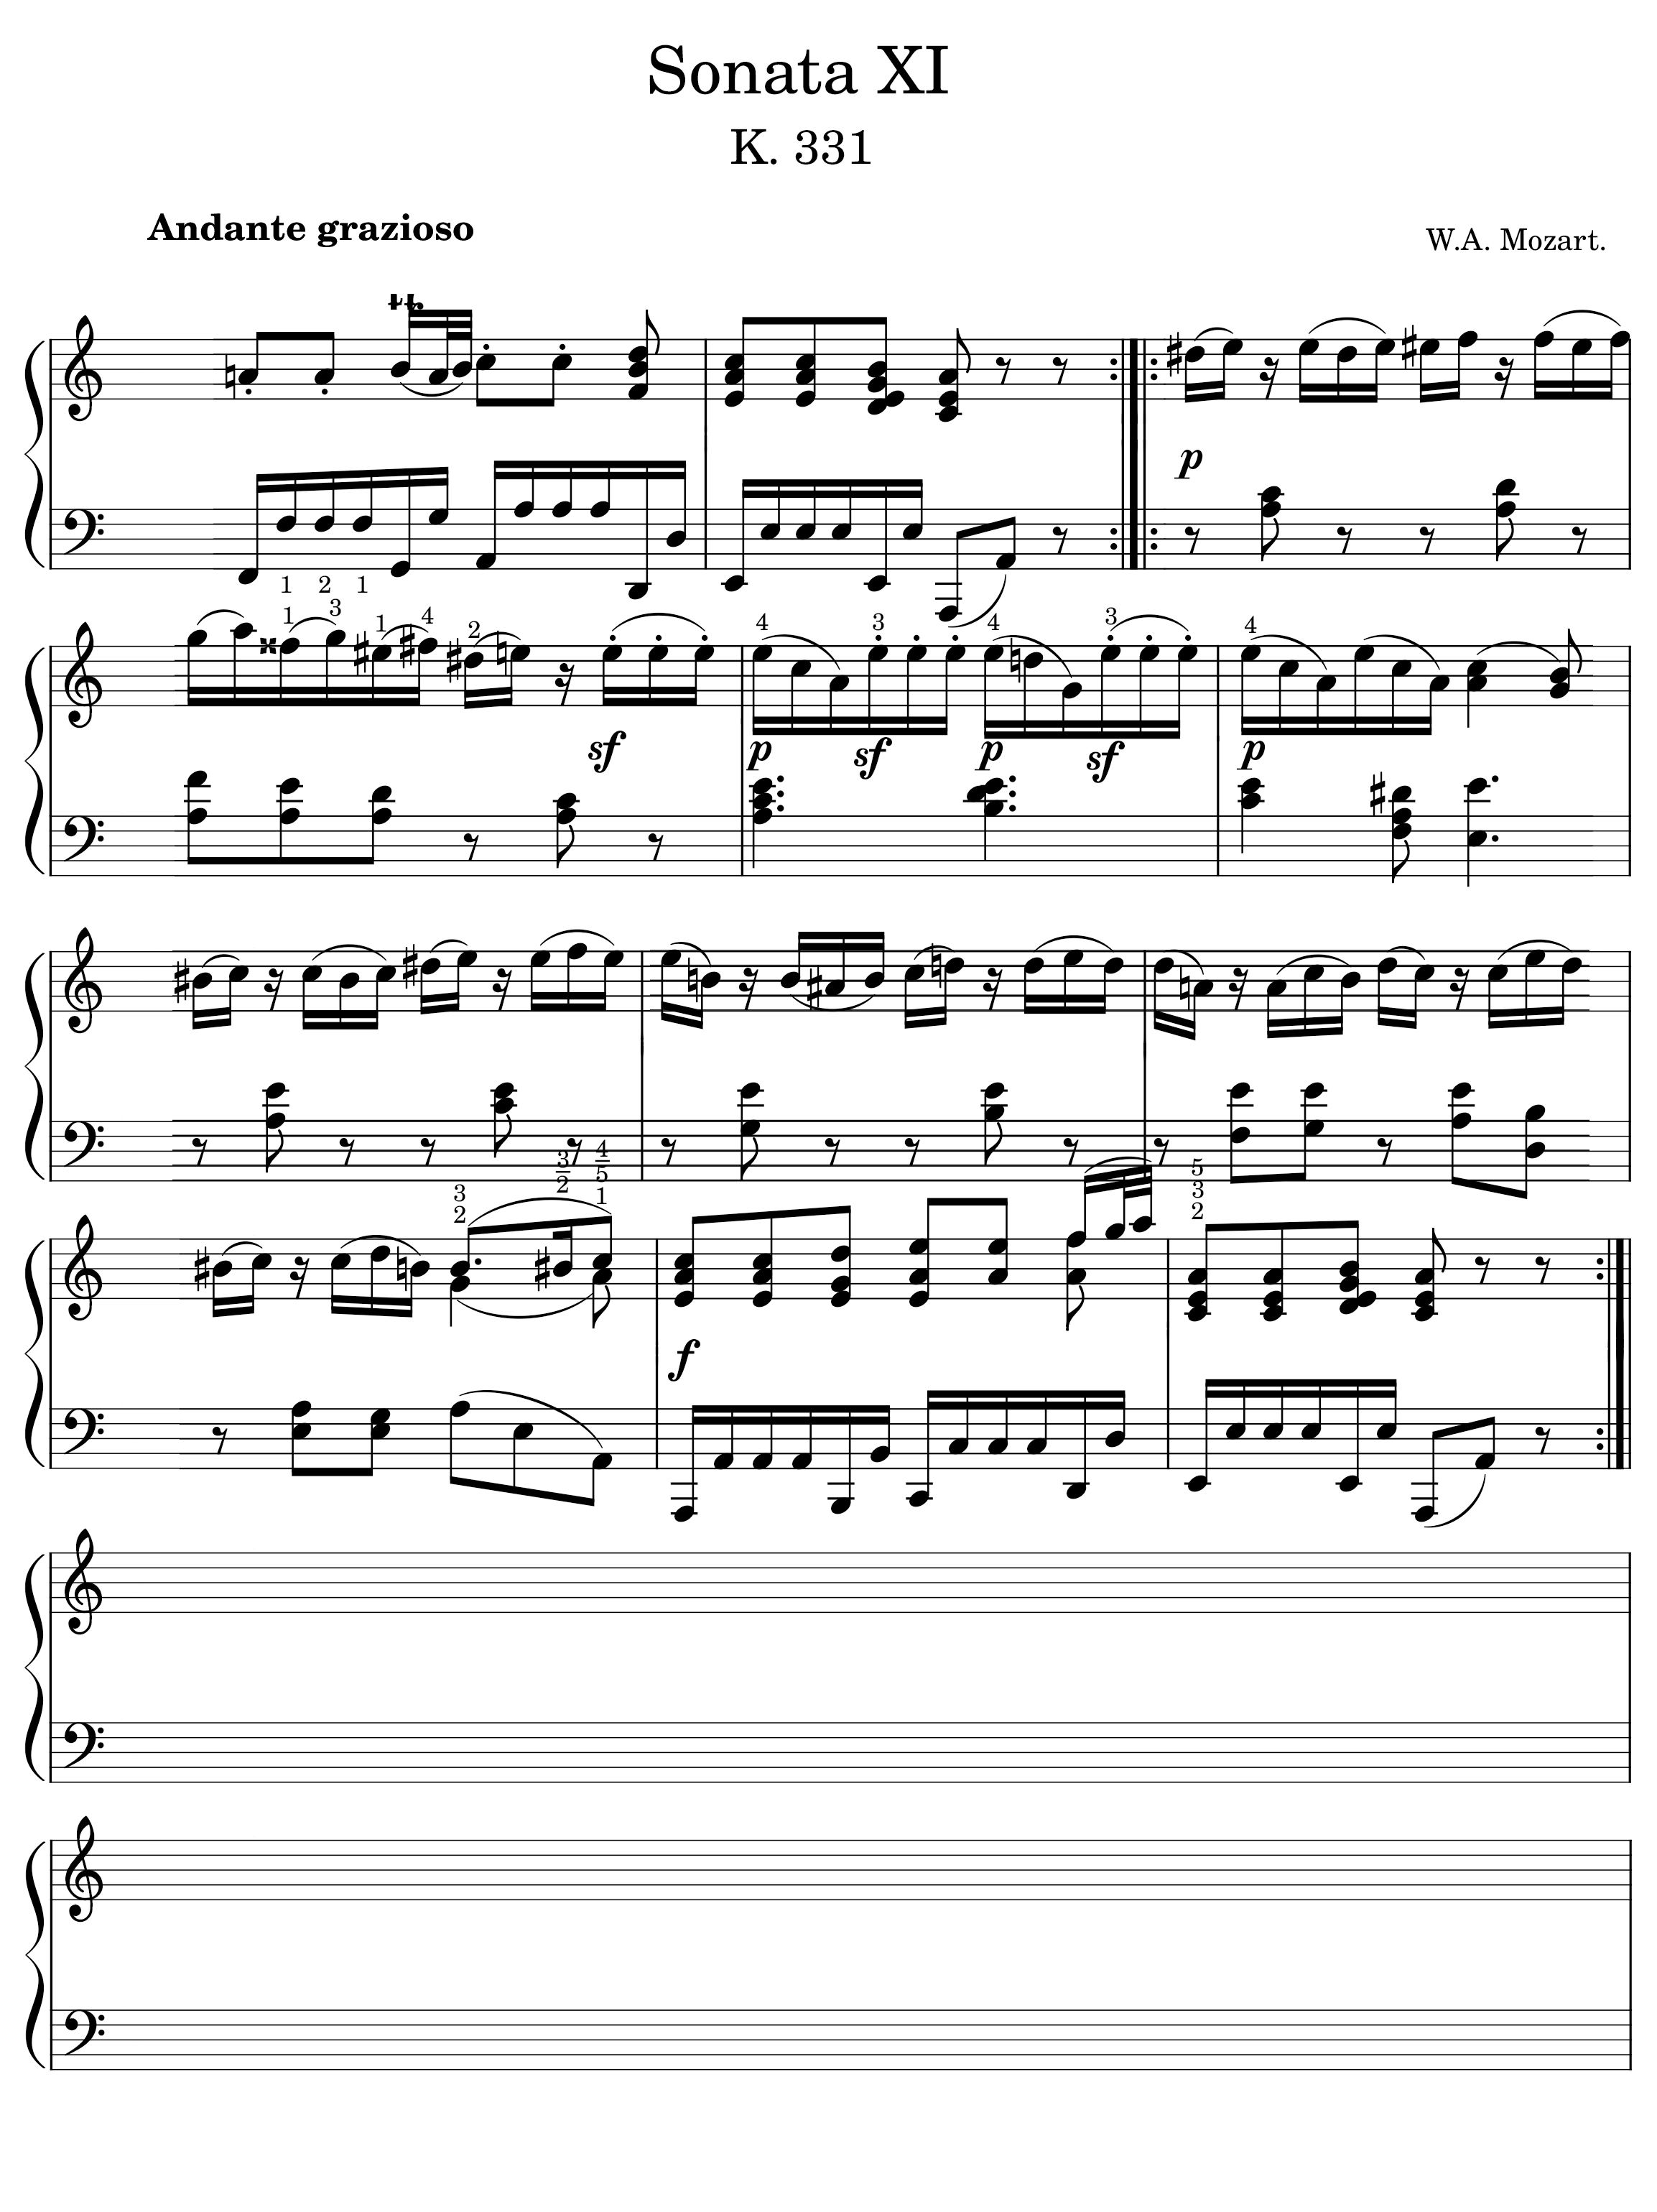 Sonata XI
K. 331
Andante grazioso
W.A. Mozart.
p
1 2 1
1 3 1 4 2
4 3 4 3
4
sf
p sf p sf
p
3 2
3 2
4 5 1
5 3 2
f